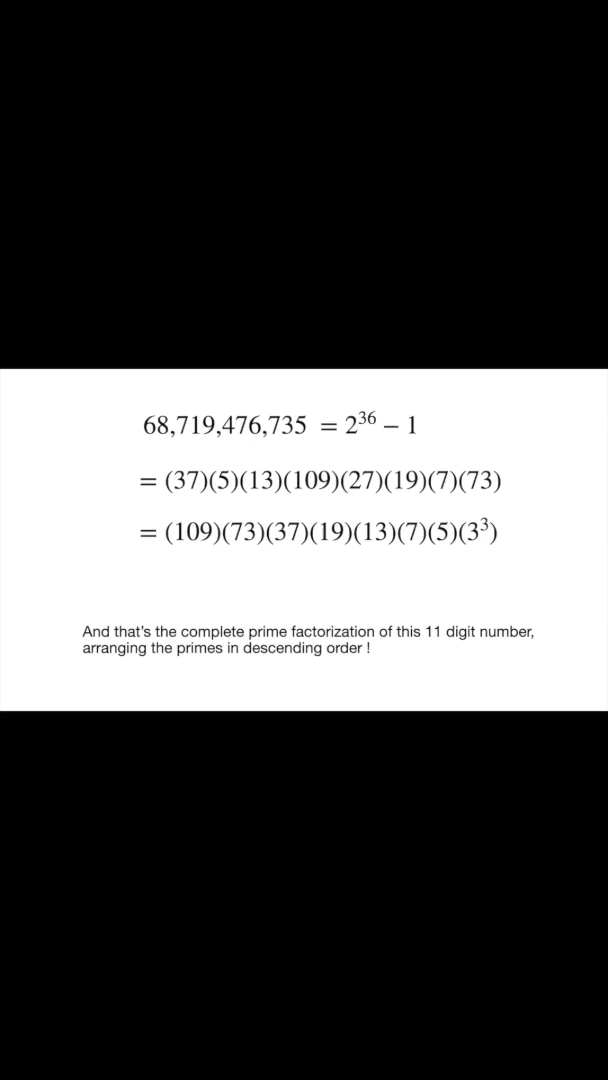 68,719,476,735 = 2³⁶ − 1
= (37)(5)(13)(109)(27)(19)(7)(73)
= (109)(73)(37)(19)(13)(7)(5)(3³)
And that's the complete prime factorization of this 11 digit number,
arranging the primes in descending order !